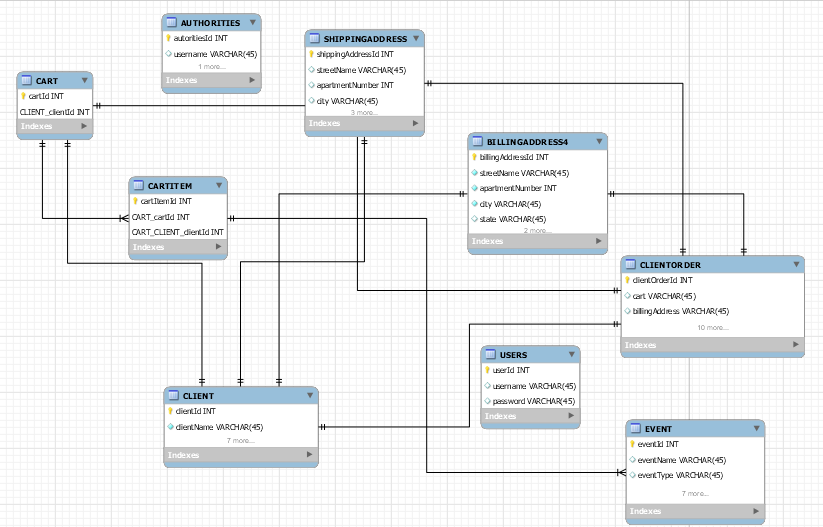 AUTHORITIES
autoritiesId INT
username VARCHAR(45)
1 more...
Indexes
SHIPPINGADDRESS
shippingAddressId INT
streetName VARCHAR(45)
apartmentNumber INT
city VARCHAR(45)
3 more...
Indexes
CART
cartId INT
CLIENT_clientId INT
Indexes
BILLINGADDRESS4
billingAddressId INT
streetName VARCHAR(45)
apartmentNumber INT
city VARCHAR(45)
state VARCHAR(45)
2 more...
Indexes
CARTITEM
cartItemId INT
CART_cartId INT
CART_CLIENT_clientId INT
Indexes
CLIENTORDER
clientOrderId INT
cart VARCHAR(45)
billingAddress VARCHAR(45)
10 more...
Indexes
USERS
userId INT
username VARCHAR(45)
password VARCHAR(45)
Indexes
CLIENT
clientId INT
clientName VARCHAR(45)
7 more...
Indexes
EVENT
eventId INT
eventName VARCHAR(45)
eventType VARCHAR(45)
7 more...
Indexes